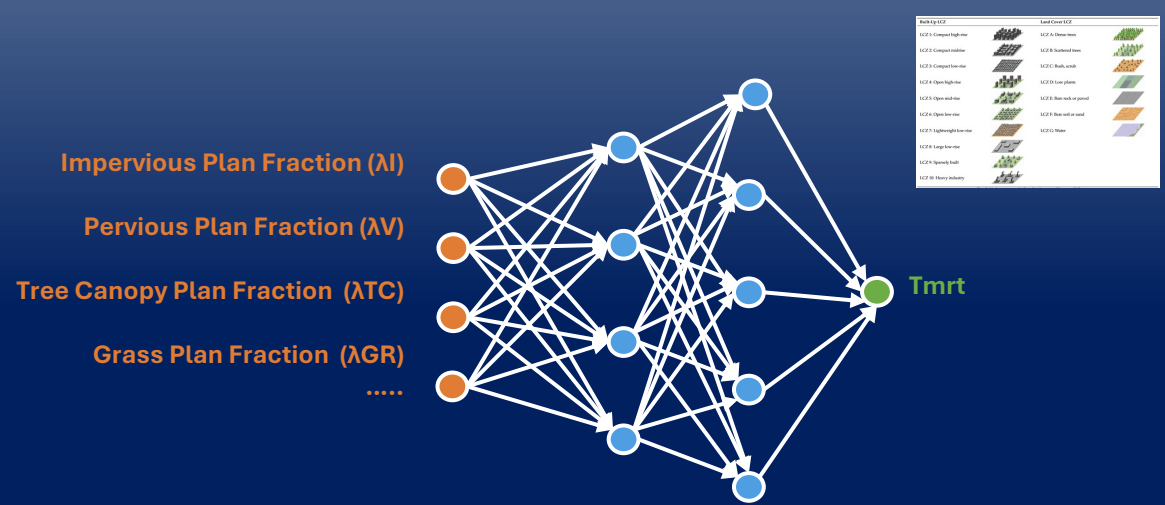 Impervious Plan Fraction (λI)
Pervious Plan Fraction (λV)
Tree Canopy Plan Fraction (λTC)
Grass Plan Fraction (λGR)
.....
Tmrt
Built-Up LCZ
Land Cover LCZ
LCZ 1: Compact high-rise
LCZ A: Dense trees
LCZ 2: Compact midrise
LCZ B: Scattered trees
LCZ 3: Compact low-rise
LCZ C: Bush, scrub
LCZ 4: Open high-rise
LCZ D: Low plants
LCZ 5: Open mid-rise
LCZ E: Bare rock or paved
LCZ 6: Open low-rise
LCZ F: Bare soil or sand
LCZ 7: Lightweight low-rise
LCZ G: Water
LCZ 8: Large low-rise
LCZ 9: Sparsely built
LCZ 10: Heavy industry